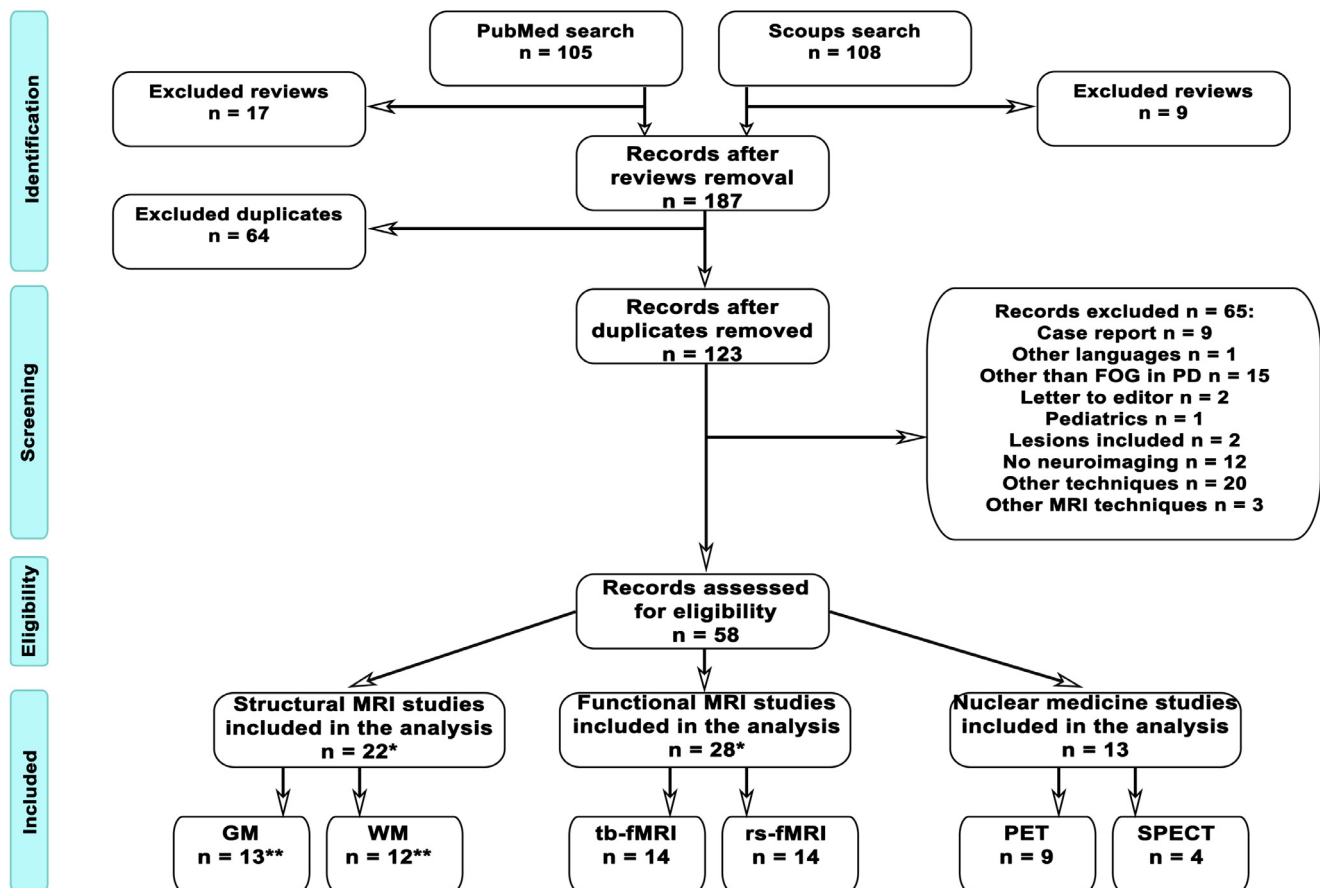 Identification
PubMed search
n = 105
Scoups search
n = 108
Excluded reviews
n = 17
Excluded reviews
n = 9
Records after
reviews removal
n = 187
Excluded duplicates
n = 64
Screening
Records after
duplicates removed
n = 123
Records excluded n = 65:
Case report n = 9
Other languages n = 1
Other than FOG in PD n = 15
Letter to editor n = 2
Pediatrics n = 1
Lesions included n = 2
No neuroimaging n = 12
Other techniques n = 20
Other MRI techniques n = 3
Eligibility
Records assessed
for eligibility
n = 58
Included
Structural MRI studies
included in the analysis
n = 22*
Functional MRI studies
included in the analysis
n = 28*
Nuclear medicine studies
included in the analysis
n = 13
GM
n = 13**
WM
n = 12**
tb-fMRI
n = 14
rs-fMRI
n = 14
PET
n = 9
SPECT
n = 4